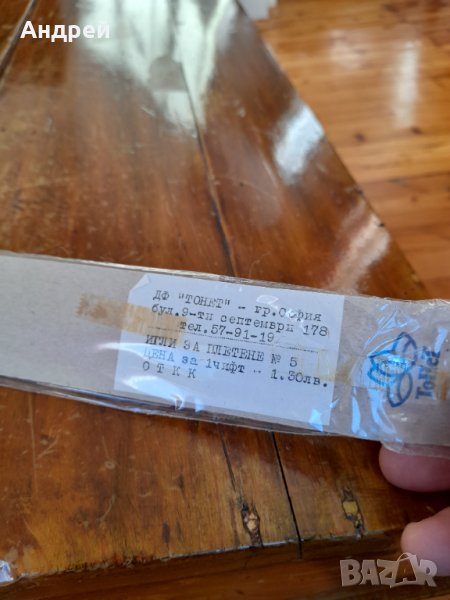 Андрей
ДФ "ТОНЕТ" - гр.София
бул.9-ти септември 178
тел.57-91-19
ИГЛИ ЗА ПЛЕТЕНЕ № 5
ЦЕНА за 1чифт - 1.30лв.
О Т К К
BAZAR